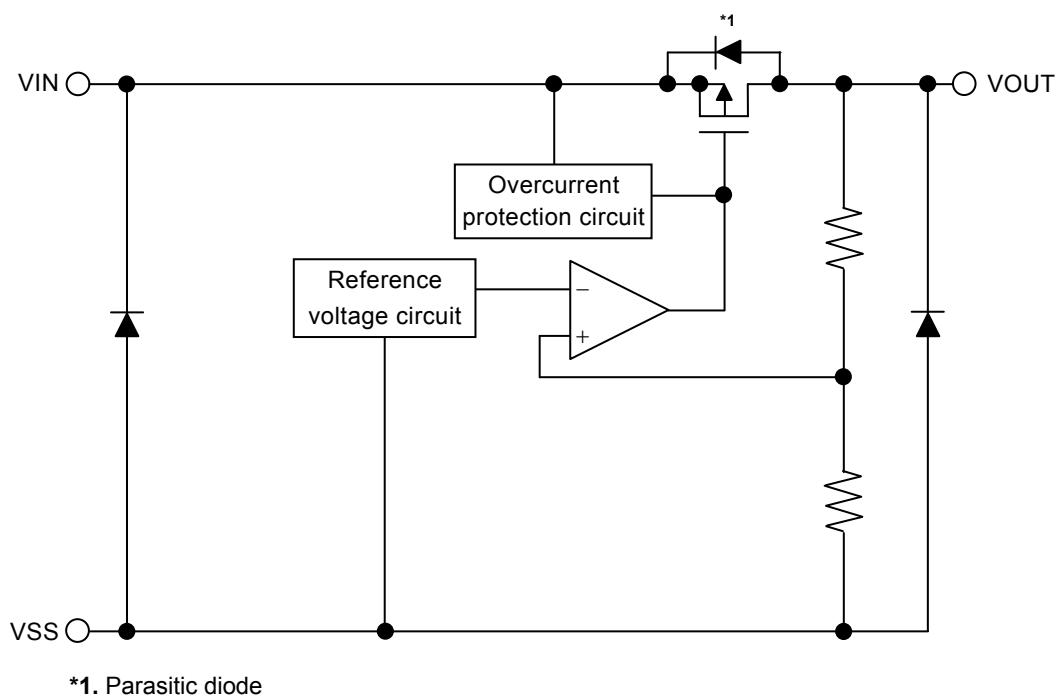 *1
VIN
VOUT
Overcurrent
protection circuit
Reference
voltage circuit
−
+
VSS
*1. Parasitic diode